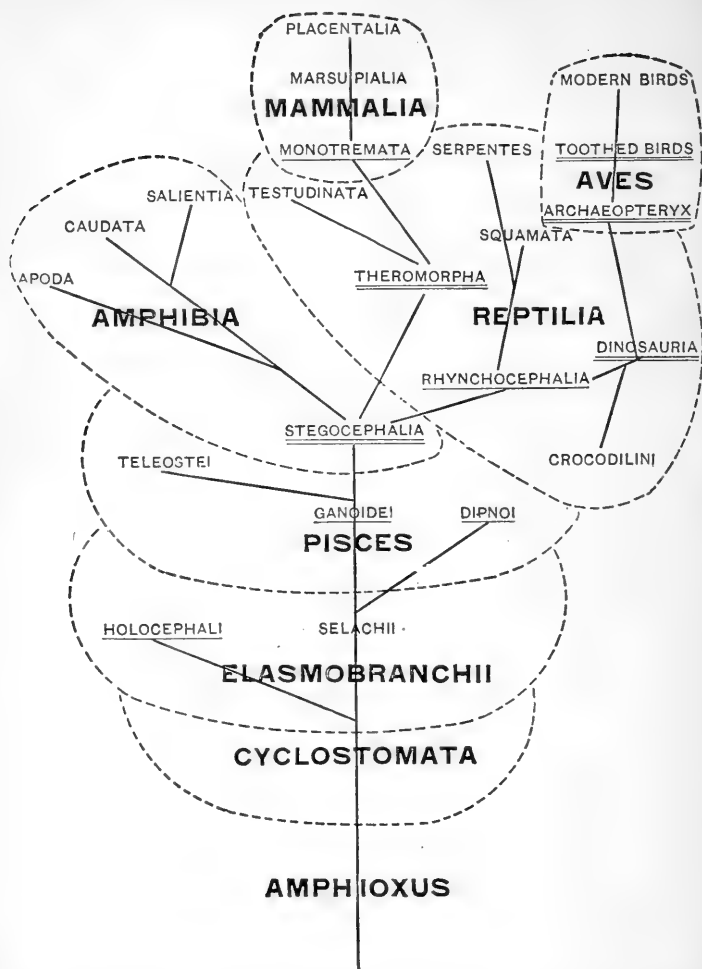 PLACENTALIA
MARSUPIALIA
MAMMALIA
MONOTREMATA
MODERN BIRDS
TOOTHED BIRDS
AVES
ARCHAEOPTERYX
SERPENTES
SQUAMATA
TESTUDINATA
THEROMORPHA
REPTILIA
DINOSAURIA
RHYNCHOCEPHALIA
CROCODILINI
SALIENTIA
CAUDATA
APODA
AMPHIBIA
STEGOCEPHALIA
TELEOSTEI
GANOIDEI
DIPNOI
PISCES
HOLOCEPHALI
SELACHII
ELASMOBRANCHII
CYCLOSTOMATA
AMPHIOXUS